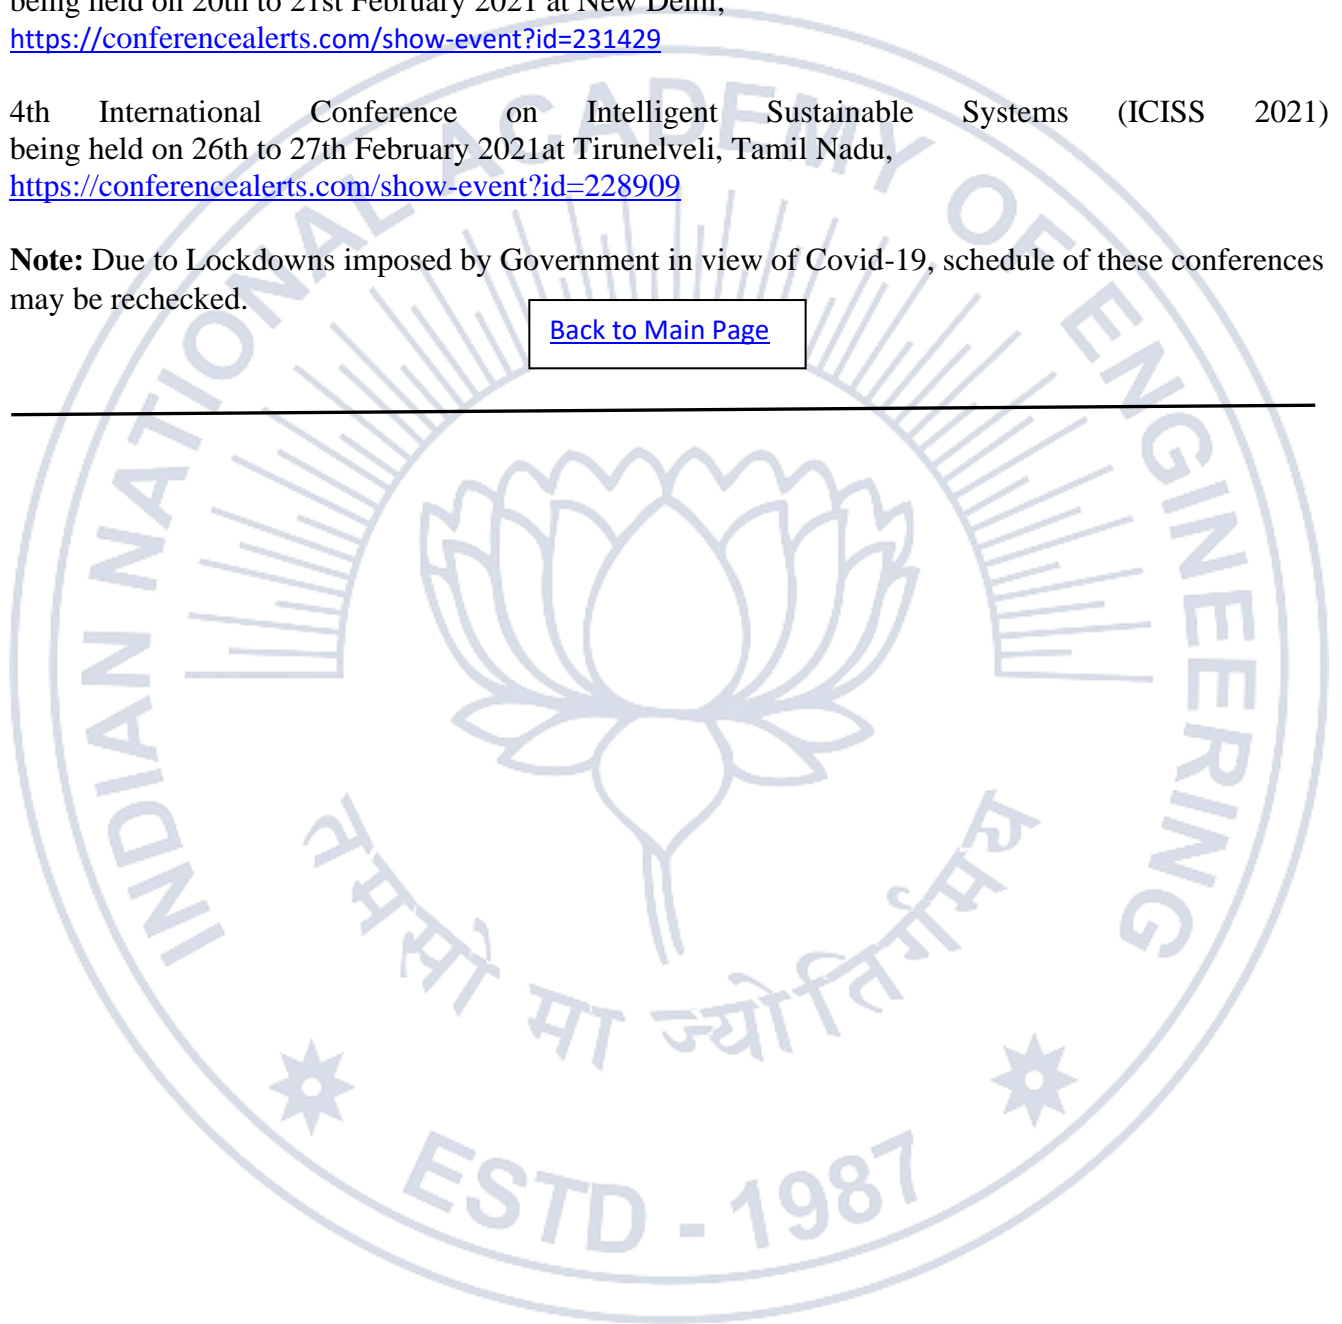 being held on 20th to 21st February 2021 at New Delhi,
https://conferencealerts.com/show-event?id=231429
4th International Conference on Intelligent Sustainable Systems (ICISS 2021)
being held on 26th to 27th February 2021at Tirunelveli, Tamil Nadu,
https://conferencealerts.com/show-event?id=228909
Note: Due to Lockdowns imposed by Government in view of Covid-19, schedule of these conferences
may be rechecked.
Back to Main Page
INDIAN NATIONAL ACADEMY OF ENGINEERING
तमसो मा ज्योतिर्गमय
ESTD - 1987